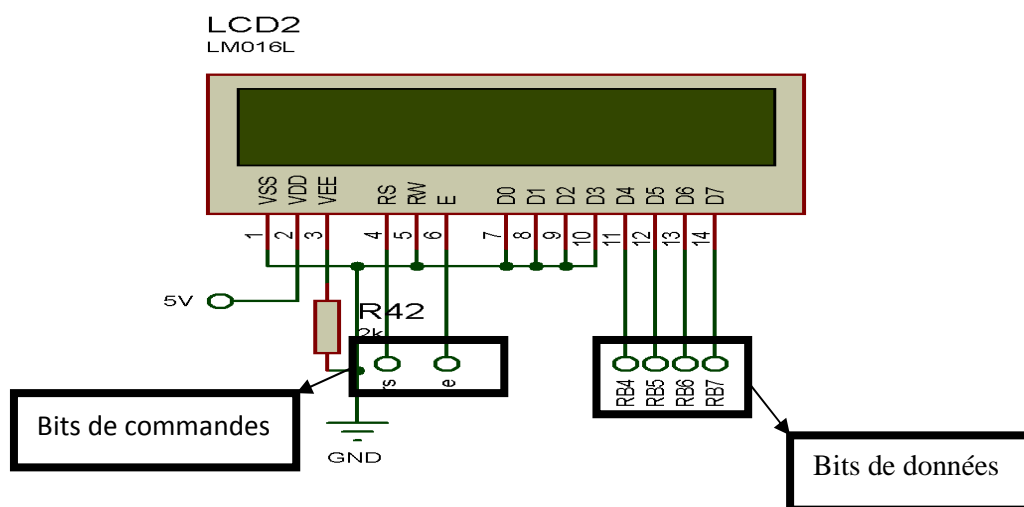 LCD2
LM016L
VSS VDD VEE RS RW E D0 D1 D2 D3 D4 D5 D6 D7
1 2 3 4 5 6 7 8 9 10 11 12 13 14
5V
R42
2k
rs e RB4 RB5 RB6 RB7
Bits de commandes
GND
Bits de données